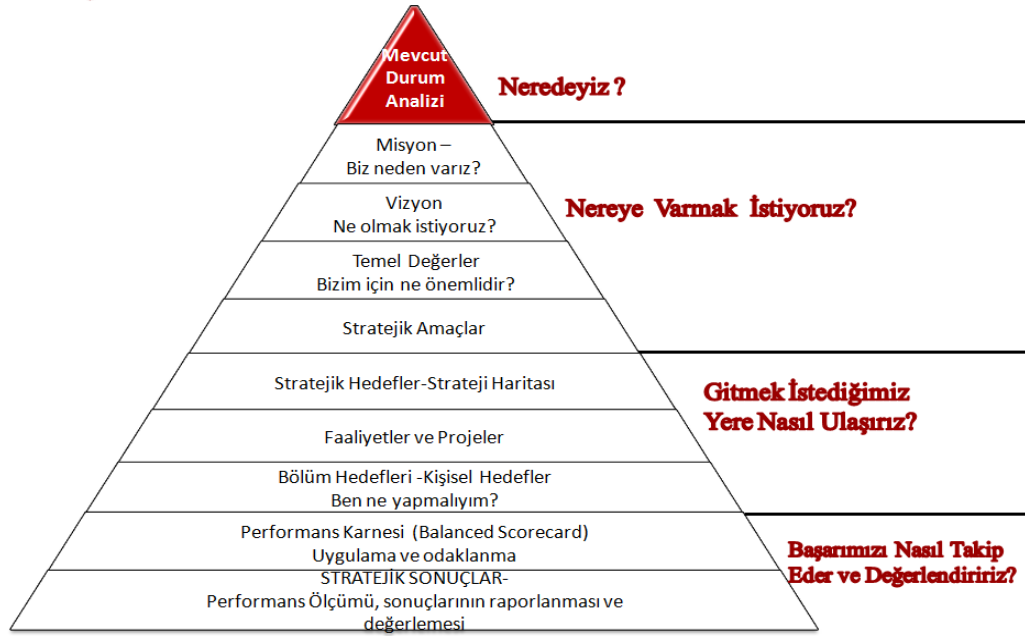 Mevcut
Durum
Analizi
Neredeyiz ?
Misyon –
Biz neden varız?
Vizyon
Ne olmak istiyoruz?
Nereye Varmak İstiyoruz?
Temel Değerler
Bizim için ne önemlidir?
Stratejik Amaçlar
Stratejik Hedefler-Strateji Haritası
Gitmek İstediğimiz
Yere Nasıl Ulaşırız?
Faaliyetler ve Projeler
Bölüm Hedefleri -Kişisel Hedefler
Ben ne yapmalıyım?
Performans Karnesi (Balanced Scorecard)
Uygulama ve odaklanma
Başarımızı Nasıl Takip
Eder ve Değerlendiririz?
STRATEJİK SONUÇLAR-
Performans Ölçümü, sonuçlarının raporlanması ve
değerlemesi